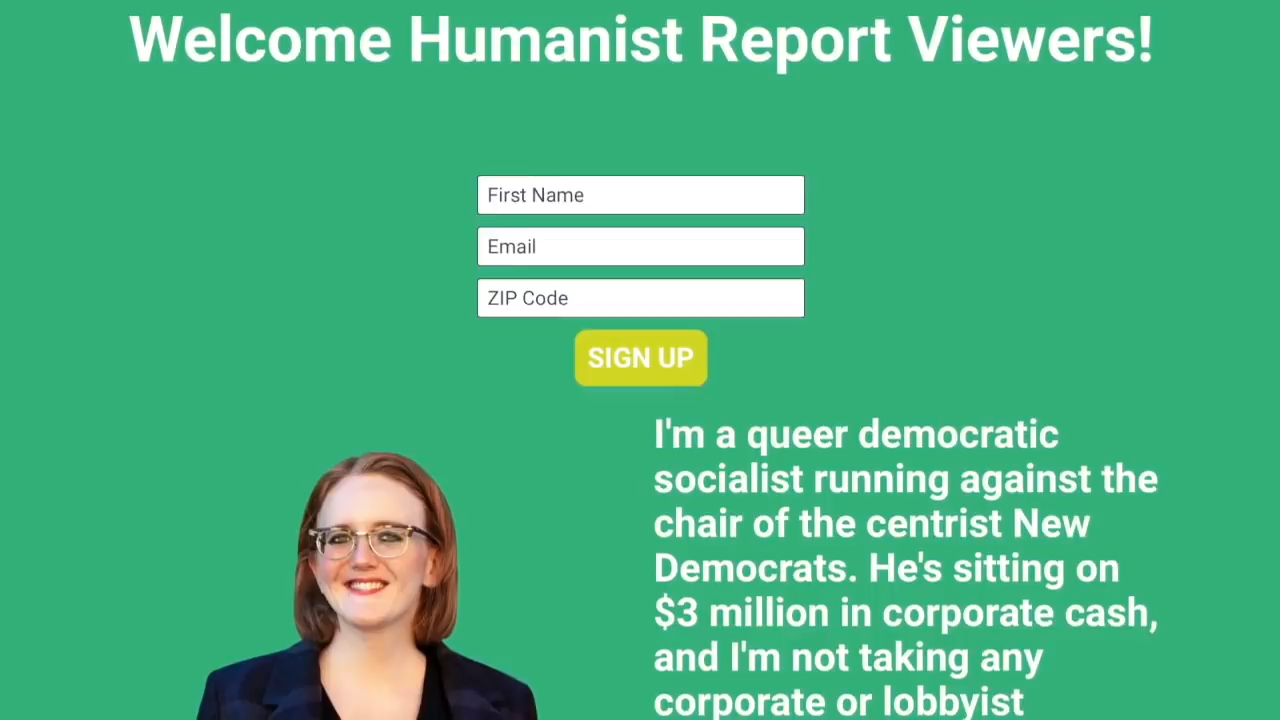 Welcome Humanist Report Viewers!
First Name
Email
ZIP Code
SIGN UP
I'm a queer democratic
socialist running against the
chair of the centrist New
Democrats. He's sitting on
$3 million in corporate cash,
and I'm not taking any
corporate or lobbyist